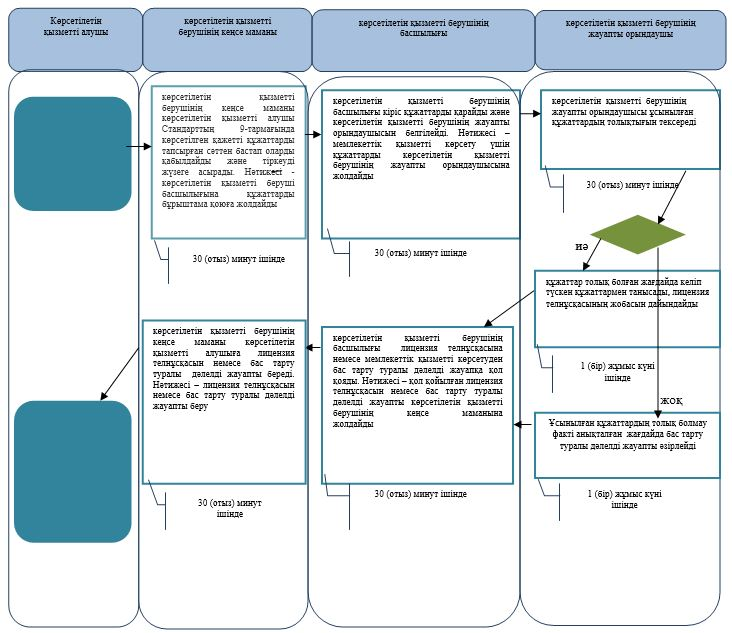 Көрсетілетін
қызметті алушы
көрсетілетін қызметті
берушінің кеңсе маманы
көрсетілетін қызметті берушінің
басшылығы
көрсетілетін қызметті берушінің
жауапты орындаушы
көрсетілетін қызметті
берушінің кеңсе маманы
көрсетілетін қызметті алушы
Стандарттың 9-тармағында
көрсетілген қажетті құжаттарды
тапсырған сәттен бастап оларды
қабылдайды және тіркеуді
жүзеге асырады. Нәтижесі -
көрсетілетін қызметті беруші
басшылығына құжаттарды
бұрыштама қоюға жолдайды
30 (отыз) минут ішінде
көрсетілетін қызметті берушінің
басшылығы кіріс құжаттарды қарайды және
көрсетілетін қызметті берушінің жауапты
орындаушысын белгілейді. Нәтижесі –
мемлекеттік қызметті көрсету үшін
құжаттарды көрсетілетін қызметті
берушінің жауапты орындаушысына
жолдайды
30 (отыз) минут ішінде
көрсетілетін қызметті берушінің
жауапты орындаушысы ұсынылған
құжаттардың толықтығын тексереді
30 (отыз) минут ішінде
иә
құжаттар толық болған жағдайда келіп
түскен құжаттармен танысады, лицензия
телнұсқасының жобасын дайындайды
1 (бір) жұмыс күні
ішінде
жоқ
Ұсынылған құжаттардың толық болмау
факті анықталған жағдайда бас тарту
туралы дәлелді жауапты әзірлейді
1 (бір) жұмыс күні
ішінде
көрсетілетін қызметті берушінің
басшылығы лицензия телнұсқасына
немесе мемлекеттік қызметті көрсетуден
бас тарту туралы дәлелді жауапқа қол
қояды. Нәтижесі – қол қойылған лицензия
телнұсқасын немесе бас тарту туралы
дәлелді жауапты көрсетілетін қызметті
берушінің кеңсе маманына
жолдайды
30 (отыз) минут ішінде
көрсетілетін қызметті берушінің
кеңсе маманы көрсетілетін
қызметті алушыға лицензия
телнұсқасын немесе бас тарту
туралы дәлелді жауапты береді.
Нәтижесі – лицензия телнұсқасын
немесе бас тарту туралы дәлелді
жауапты беру
30 (отыз) минут
ішінде